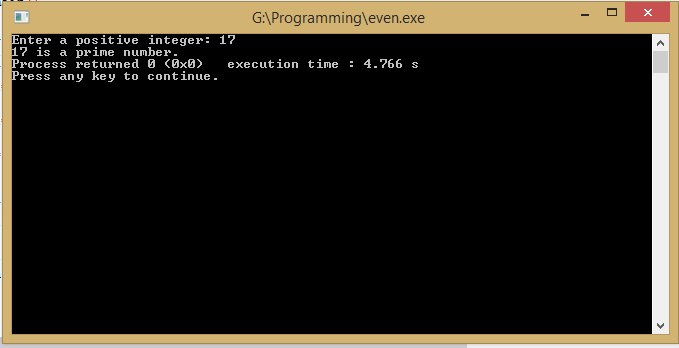 G:\Programming\even.exe
Enter a positive integer: 17
17 is a prime number.
Process returned 0 (0x0)   execution time : 4.766 s
Press any key to continue.